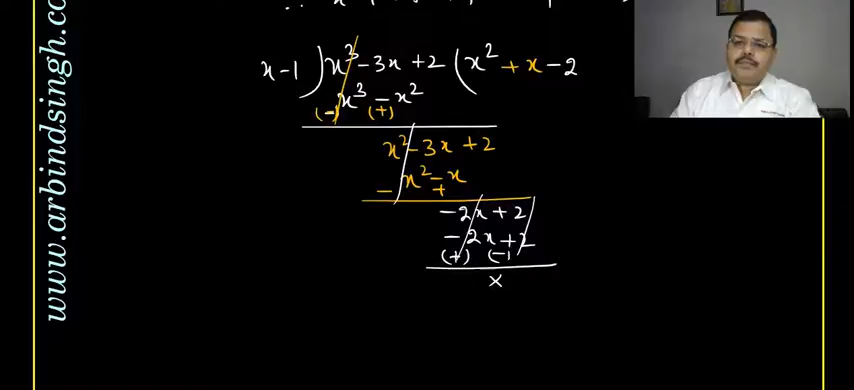 www.arbindsingh.co
x-1 ) x³ - 3x + 2 ( x² + x - 2
x³ - x²
(-) (+)
x² - 3x + 2
x² - x
- +
-2x + 2
-2x + 2
(+) (-)
x